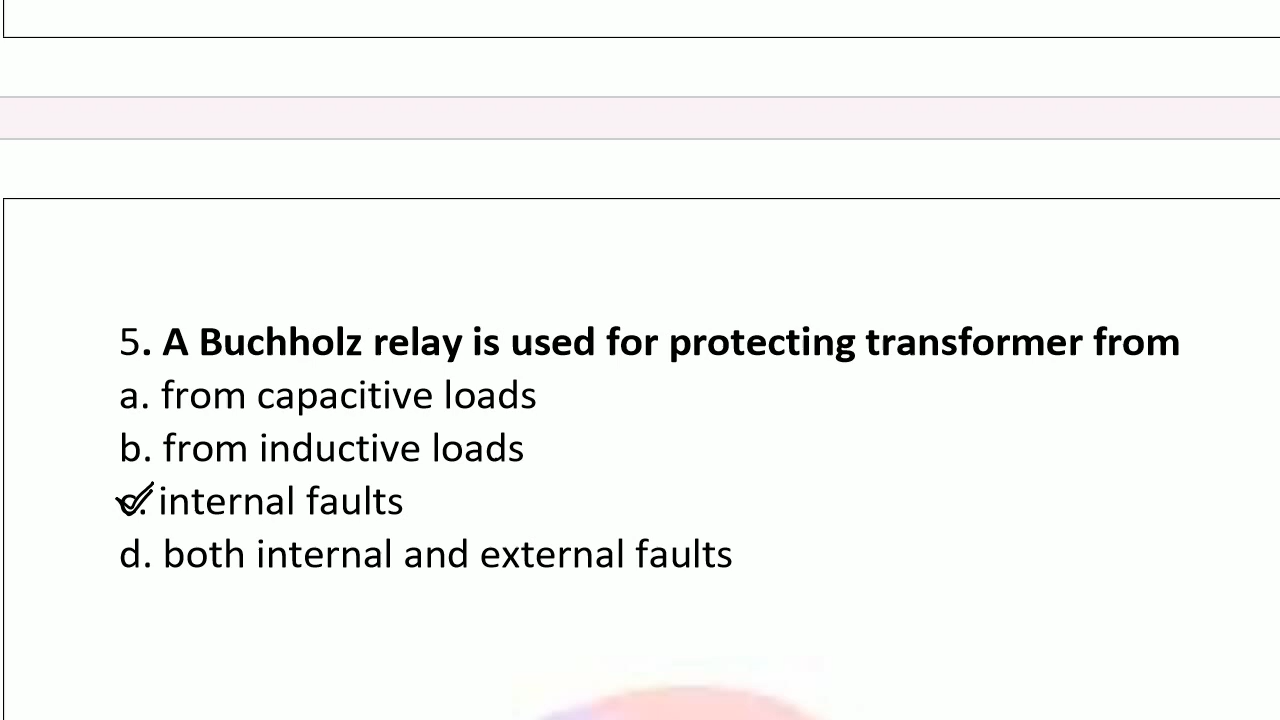 5. A Buchholz relay is used for protecting transformer from
a. from capacitive loads
b. from inductive loads
c. internal faults
d. both internal and external faults